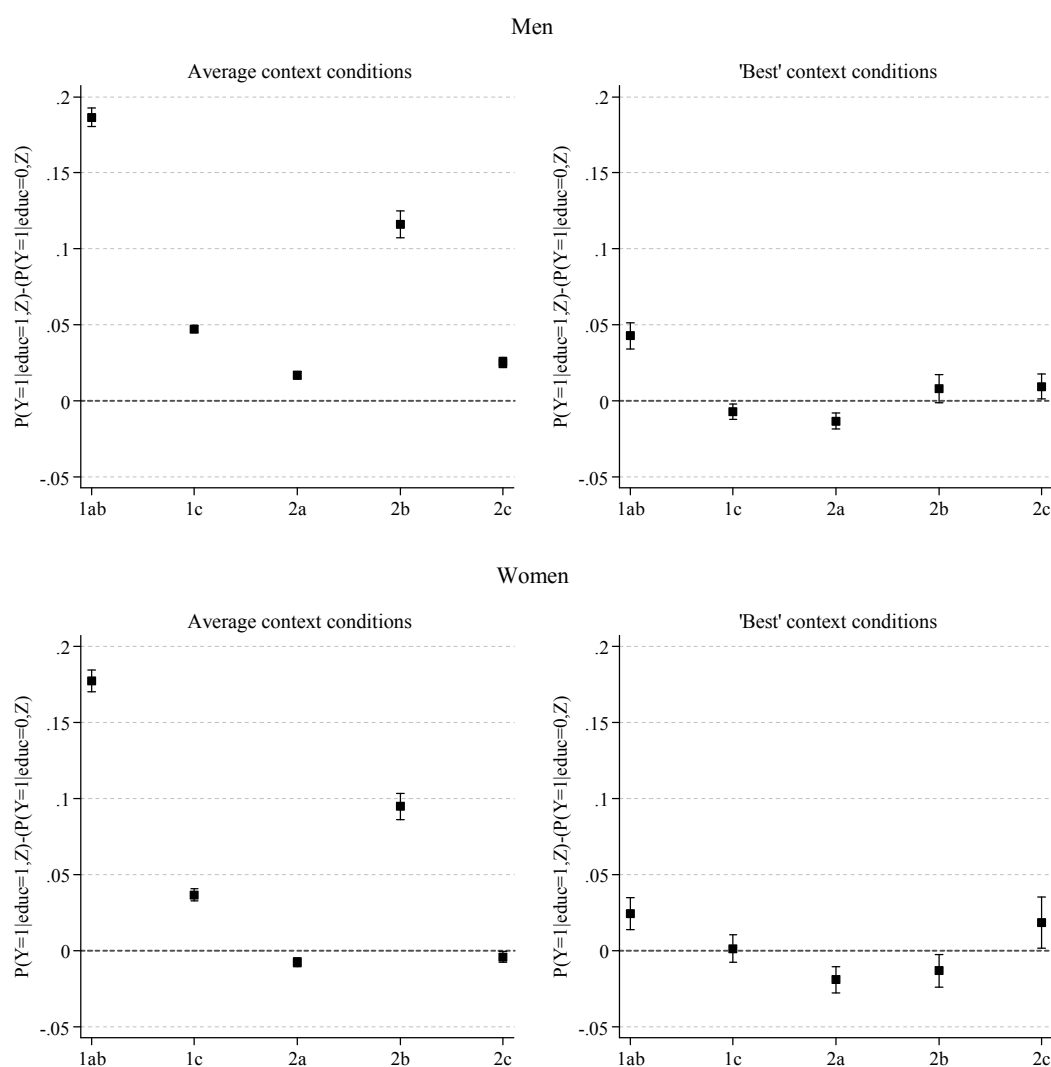 Men
Average context conditions
P(Y=1|educ=1,Z)-(P(Y=1|educ=0,Z)
.2
.15
.1
.05
0
-.05
1ab 1c 2a 2b 2c
'Best' context conditions
P(Y=1|educ=1,Z)-(P(Y=1|educ=0,Z)
.2
.15
.1
.05
0
-.05
1ab 1c 2a 2b 2c
Women
Average context conditions
P(Y=1|educ=1,Z)-(P(Y=1|educ=0,Z)
.2
.15
.1
.05
0
-.05
1ab 1c 2a 2b 2c
'Best' context conditions
P(Y=1|educ=1,Z)-(P(Y=1|educ=0,Z)
.2
.15
.1
.05
0
-.05
1ab 1c 2a 2b 2c